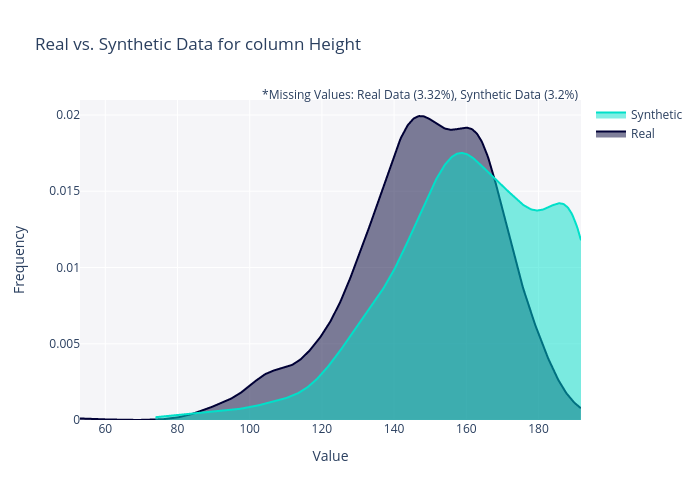 Real vs. Synthetic Data for column Height
*Missing Values: Real Data (3.32%), Synthetic Data (3.2%)
Synthetic
Real
0.02
0.015
0.01
0.005
0
Frequency
60
80
100
120
140
160
180
Value